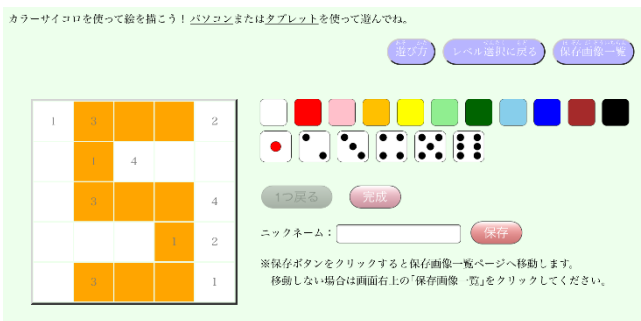 カラーサイコロを使って絵を描こう！パソコンまたはタブレットを使って遊んでね。
遊び方 レベル選択に戻る 保存画像一覧
1 3 2
1 4
3 4
1 2
3 1
1つ戻る 完成
ニックネーム： 保存
※保存ボタンをクリックすると保存画像一覧ページへ移動します。
移動しない場合は画面右上の「保存画像一覧」をクリックしてください。